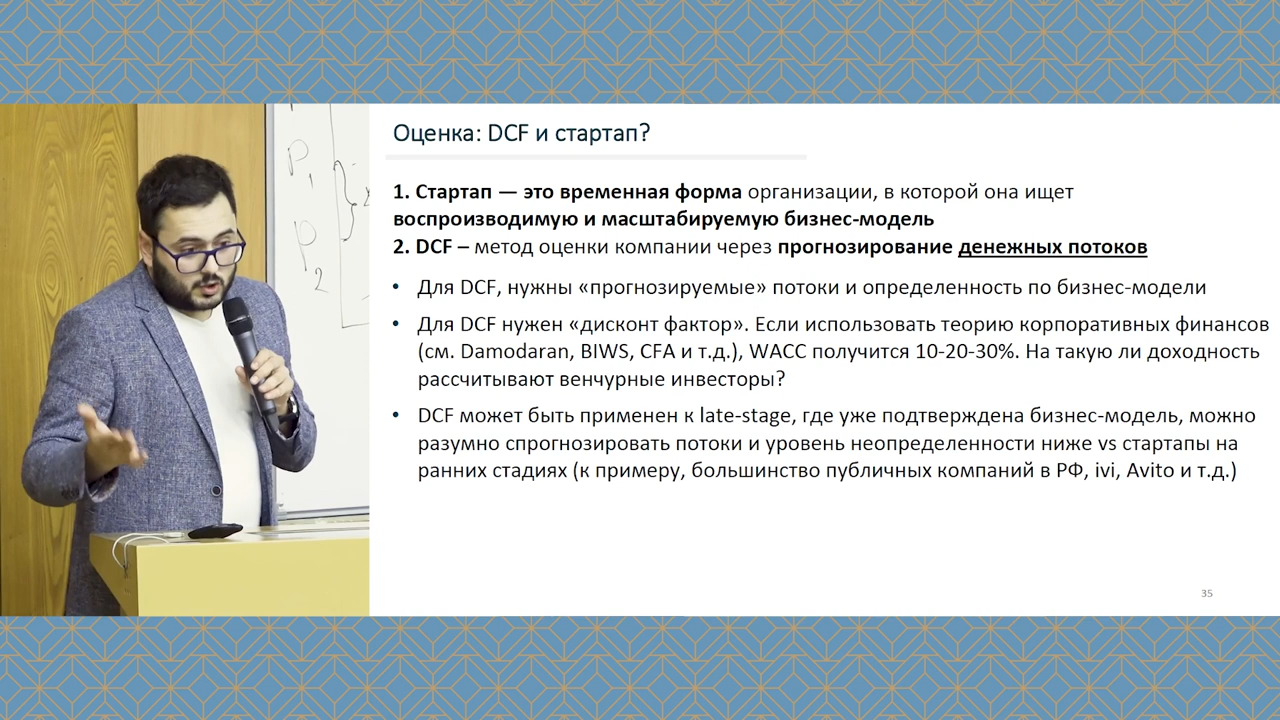 Оценка: DCF и стартап?
1. Стартап — это временная форма организации, в которой она ищет
воспроизводимую и масштабируемую бизнес-модель
2. DCF – метод оценки компании через прогнозирование денежных потоков
• Для DCF, нужны «прогнозируемые» потоки и определенность по бизнес-модели
• Для DCF нужен «дисконт фактор». Если использовать теорию корпоративных финансов
(см. Damodaran, BIWS, CFA и т.д.), WACC получится 10-20-30%. На такую ли доходность
рассчитывают венчурные инвесторы?
• DCF может быть применен к late-stage, где уже подтверждена бизнес-модель, можно
разумно спрогнозировать потоки и уровень неопределенности ниже vs стартапы на
ранних стадиях (к примеру, большинство публичных компаний в РФ, ivi, Avito и т.д.)
35
P1
P2